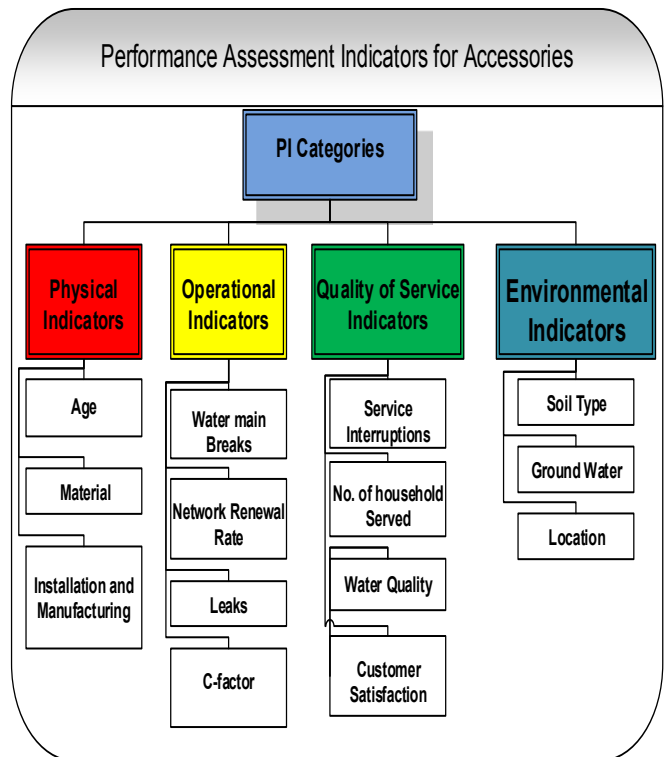 Performance Assessment Indicators for Accessories
PI Categories
Physical
Indicators
Age
Material
Installation and
Manufacturing
Operational
Indicators
Water main
Breaks
Network Renewal
Rate
Leaks
C-factor
Quality of Service
Indicators
Service
Interruptions
No. of household
Served
Water Quality
Customer
Satisfaction
Environmental
Indicators
Soil Type
Ground Water
Location